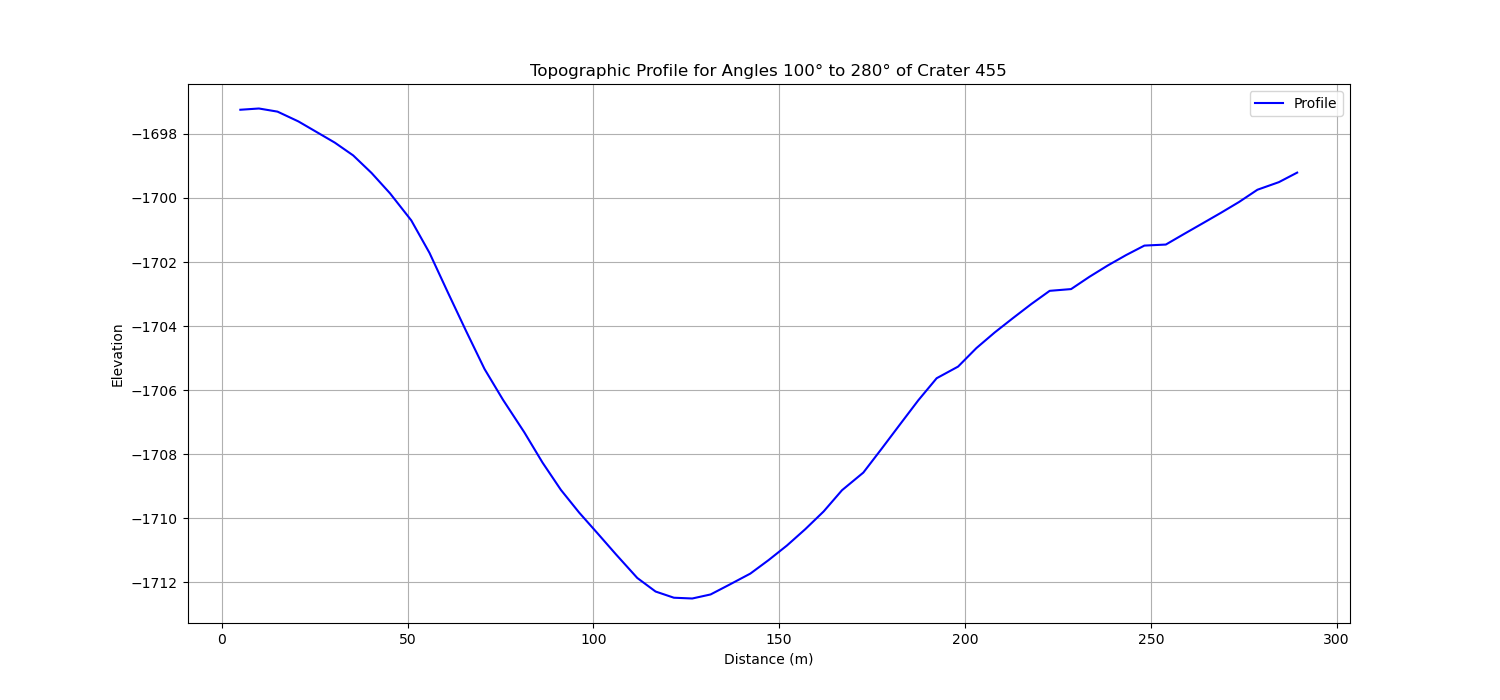 Topographic Profile for Angles 100° to 280° of Crater 455
Profile
−1698
−1700
−1702
−1704
−1706
−1708
−1710
−1712
Elevation
0 50 100 150 200 250 300
Distance (m)